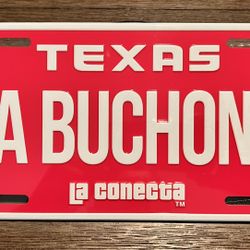 TEXAS
A BUCHON
la conecta
TM